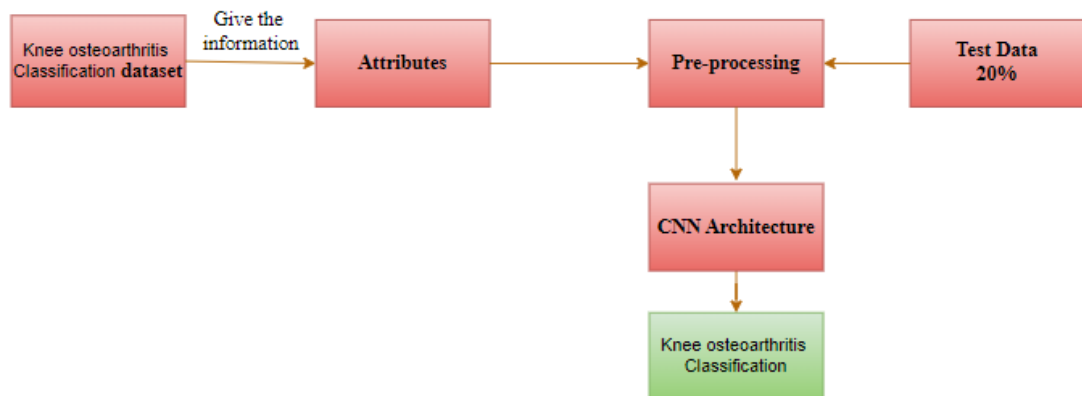 Knee osteoarthritis
Classification dataset
Give the
information
Attributes
Pre-processing
Test Data
20%
CNN Architecture
Knee osteoarthritis
Classification